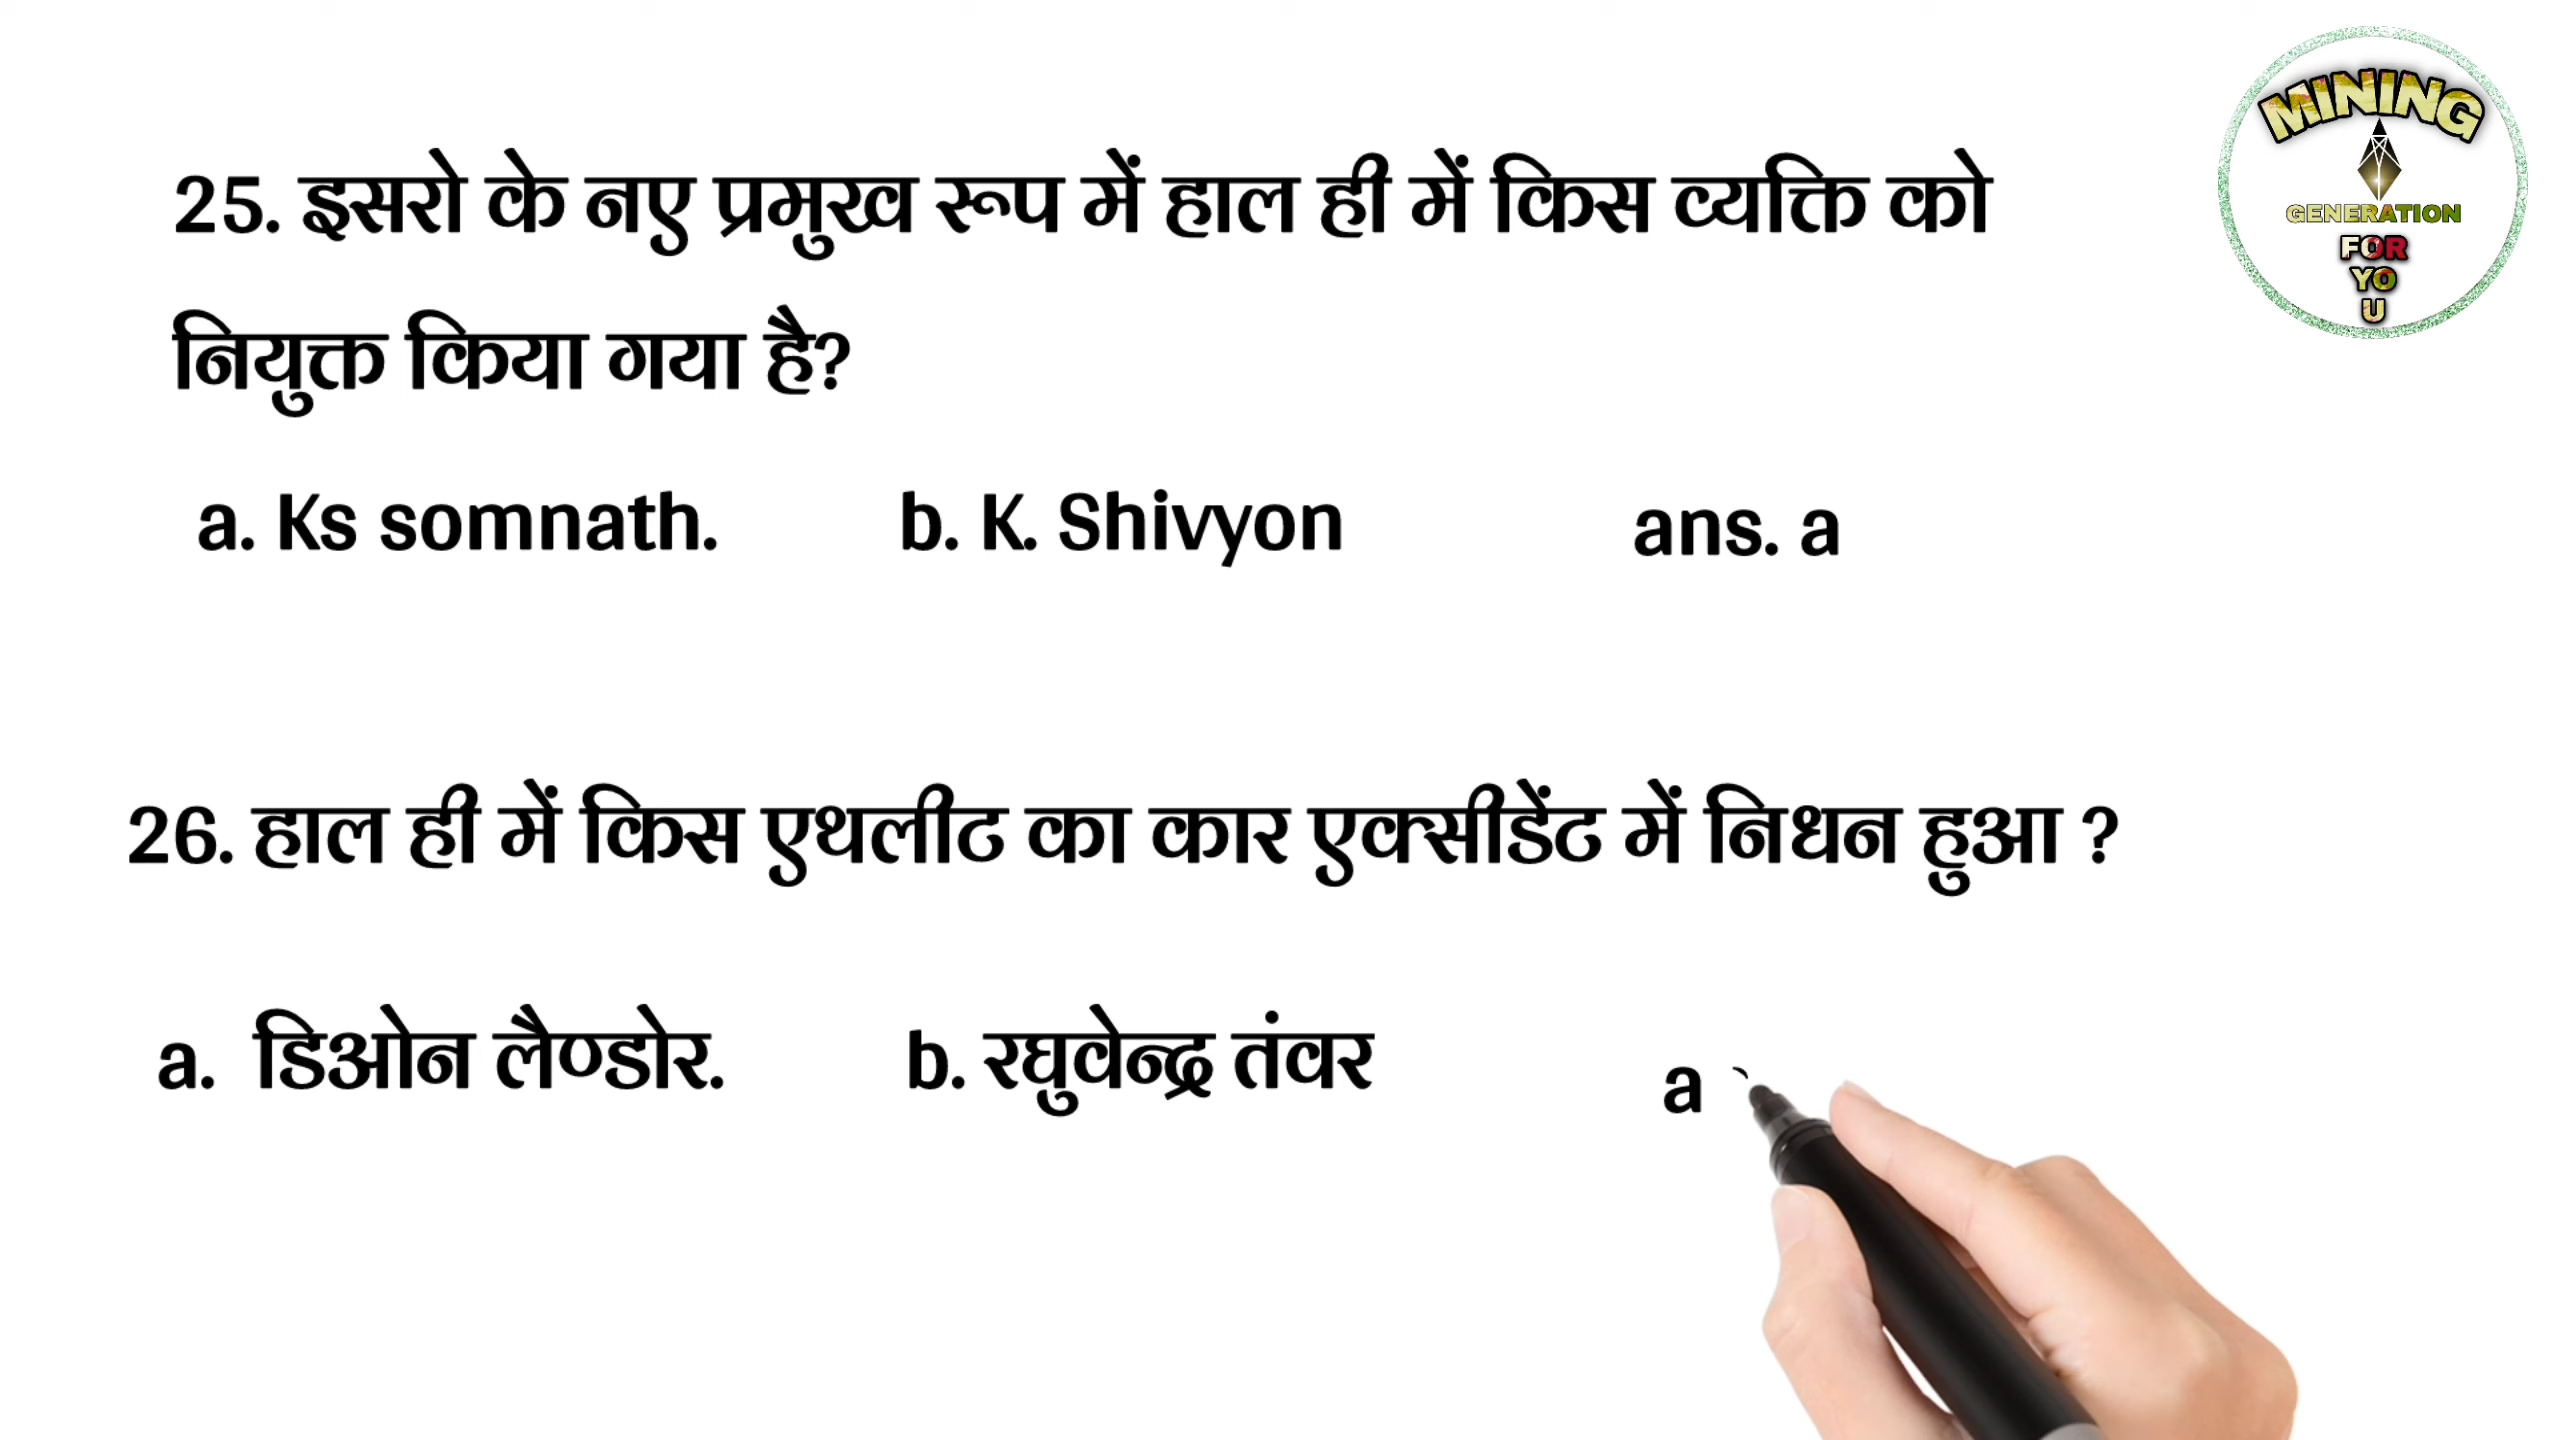 MINING
GENERATION
FOR
YO
U
25. इसरो के नए प्रमुख रूप में हाल ही में किस व्यक्ति को
नियुक्त किया गया है?
a. Ks somnath. b. K. Shivyon ans. a
26. हाल ही में किस एथलीट का कार एक्सीडेंट में निधन हुआ ?
a. डिओन लैण्डोर. b. रघुवेन्द्र तंवर a